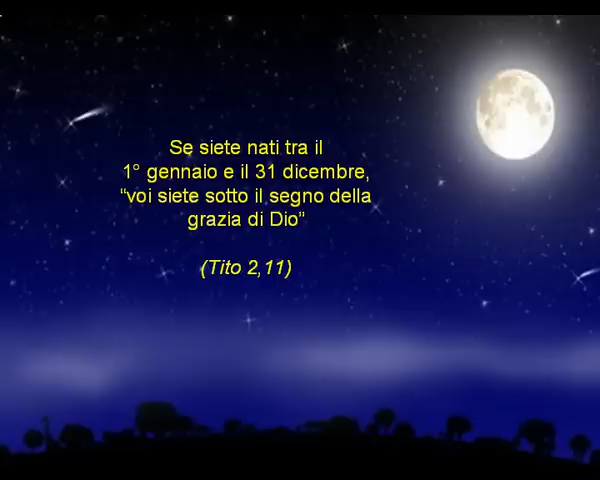 Se siete nati tra il
1° gennaio e il 31 dicembre,
“voi siete sotto il segno della
grazia di Dio”
(Tito 2,11)